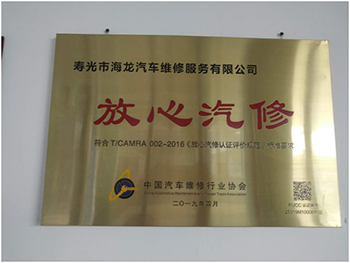 寿光市海龙汽车维修服务有限公司
放心汽修
符合 T/CAMRA 002-2016《放心汽修认证评价规范》标准要求
中国汽车维修行业协会
二〇一九年四月